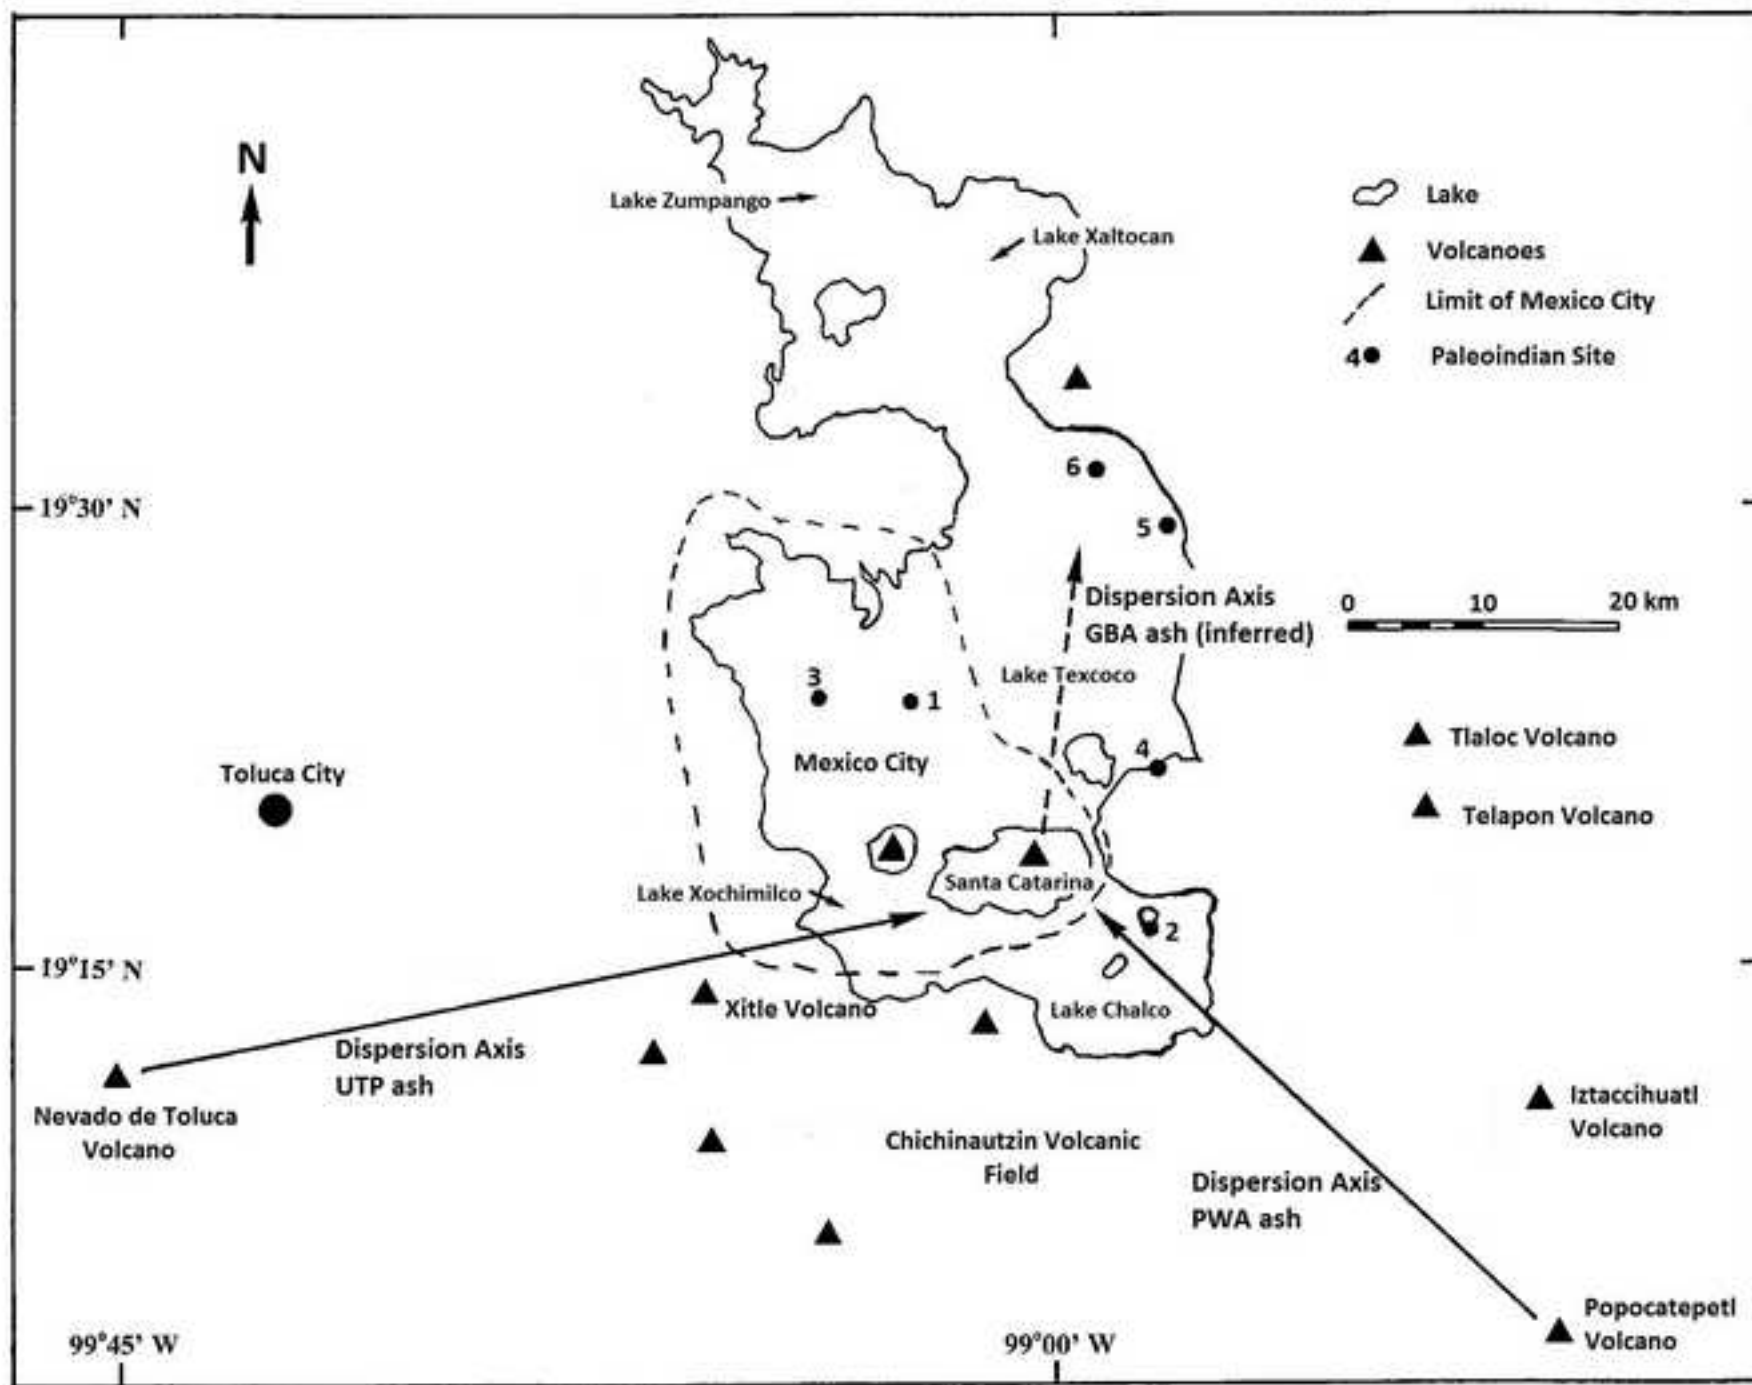 N
Lake Zumpango
Lake Xaltocan
Lake
Volcanoes
Limit of Mexico City
4 Paleoindian Site
6
19°30' N
5
Dispersion Axis
GBA ash (inferred)
0 10 20 km
Lake Texcoco
3
1
4
Mexico City
Tlaloc Volcano
Toluca City
Telapon Volcano
Santa Catarina
Lake Xochimilco
2
19°15' N
Xitle Volcano
Lake Chalco
Dispersion Axis
UTP ash
Nevado de Toluca
Volcano
Iztaccihuatl
Volcano
Chichinautzin Volcanic
Field
Dispersion Axis
PWA ash
Popocatepetl
Volcano
99°45' W
99°00' W